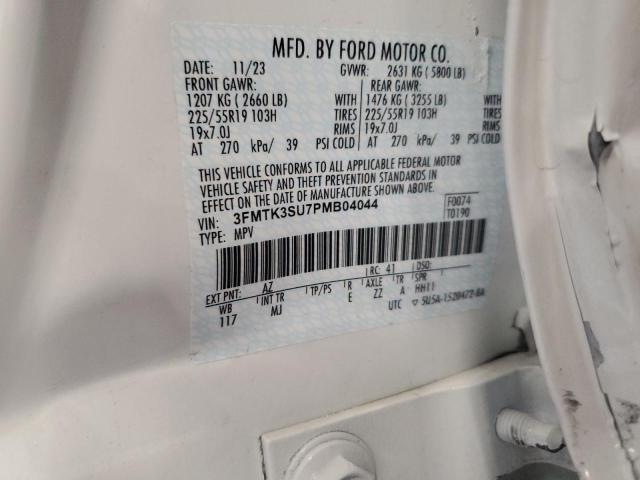 MFD. BY FORD MOTOR CO.
DATE: 11/23 GVWR: 2631 KG (5800 LB)
FRONT GAWR: REAR GAWR:
1207 KG (2660 LB) WITH 1476 KG (3255 LB) WITH
225/55R19 103H TIRES 225/55R19 103H TIRES
19x7.0J RIMS 19x7.0J RIMS
AT 270 kPa/ 39 PSI COLD AT 270 kPa/ 39 PSI COLD
THIS VEHICLE CONFORMS TO ALL APPLICABLE FEDERAL MOTOR
VEHICLE SAFETY AND THEFT PREVENTION STANDARDS IN
EFFECT ON THE DATE OF MANUFACTURE SHOWN ABOVE.
VIN: 3FMTK3SU7PMB04044 F0074
TYPE: MPV T0190
EXT PNT: AZ RC: 41 DSO:
WB INT TR TP/PS R AXLE TR SPR
117 MJ E ZZ A HH11
UTC ▽ 5U5A-1520472-BA